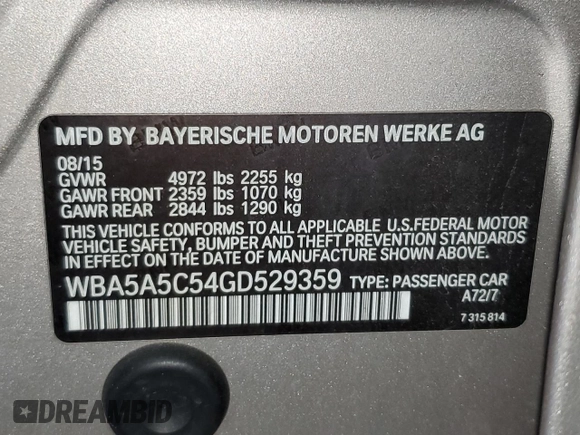 MFD BY BAYERISCHE MOTOREN WERKE AG
08/15
GVWR 4972 lbs 2255 kg
GAWR FRONT 2359 lbs 1070 kg
GAWR REAR 2844 lbs 1290 kg
THIS VEHICLE CONFORMS TO ALL APPLICABLE U.S.FEDERAL MOTOR
VEHICLE SAFETY, BUMPER AND THEFT PREVENTION STANDARDS
IN EFFECT ON THE DATE OF MANUFACTURE SHOWN ABOVE.
WBA5A5C54GD529359 TYPE: PASSENGER CAR
A72/7
7 315 814
DREAMBID